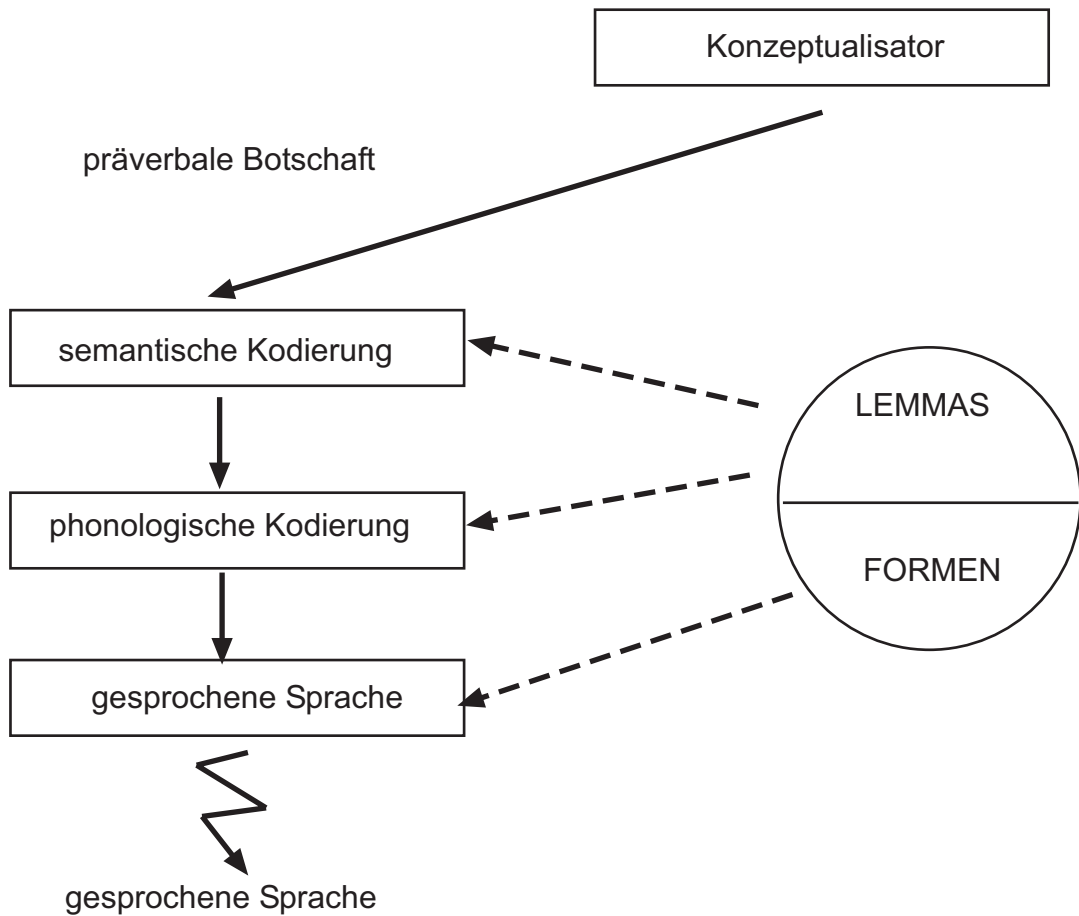 Konzeptualisator
präverbale Botschaft
semantische Kodierung
LEMMAS
phonologische Kodierung
FORMEN
gesprochene Sprache
gesprochene Sprache